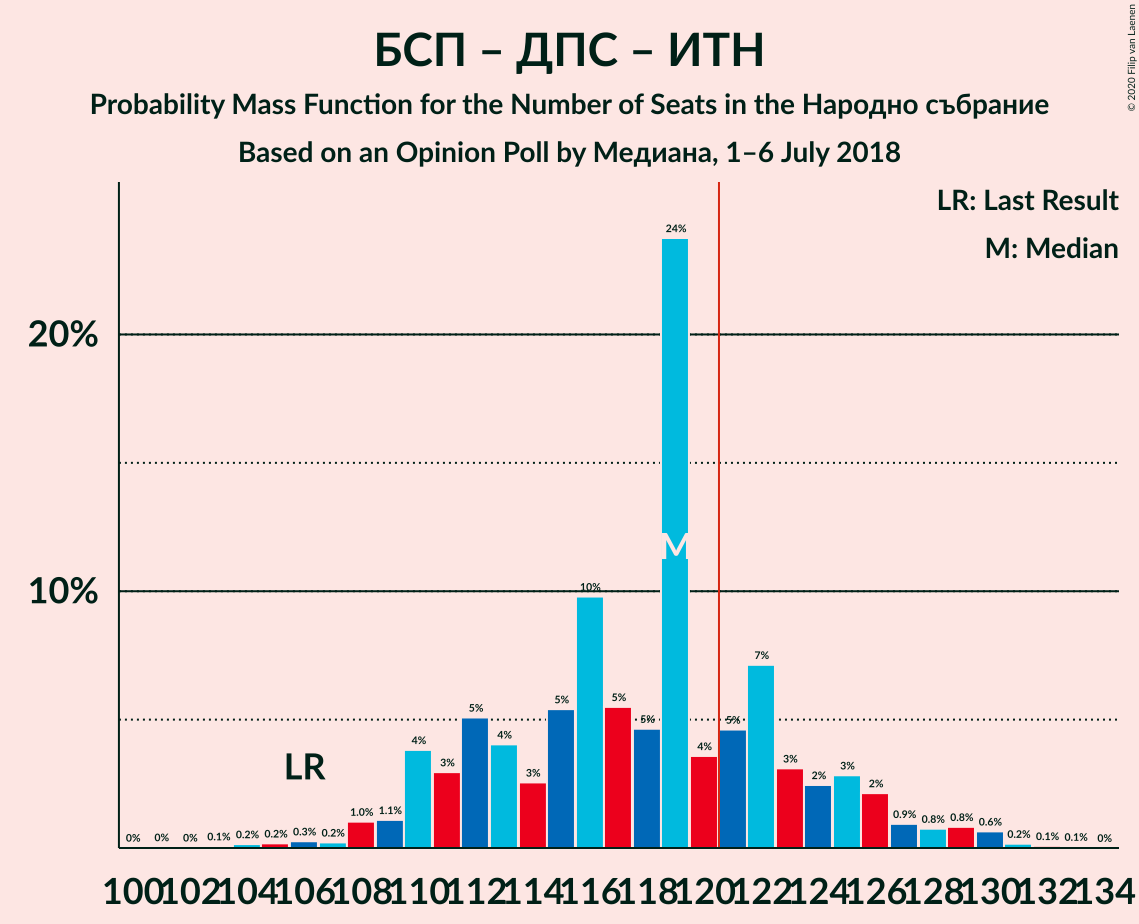 БСП – ДПС – ИТН
Probability Mass Function for the Number of Seats in the Народно събрание
Based on an Opinion Poll by Медиана, 1–6 July 2018
© 2020 Filip van Laenen
LR: Last Result
M: Median
20%
10%
0% 0% 0% 0.1% 0.2% 0.2% 0.3% 0.2% 1.0% 1.1% 4% 3% 5% 4% 3% 5% 10% 5% 5% 24% 4% 5% 7% 3% 2% 3% 2% 0.9% 0.8% 0.8% 0.6% 0.2% 0.1% 0.1% 0%
LR
M
100 102 104 106 108 110 112 114 116 118 120 122 124 126 128 130 132 134